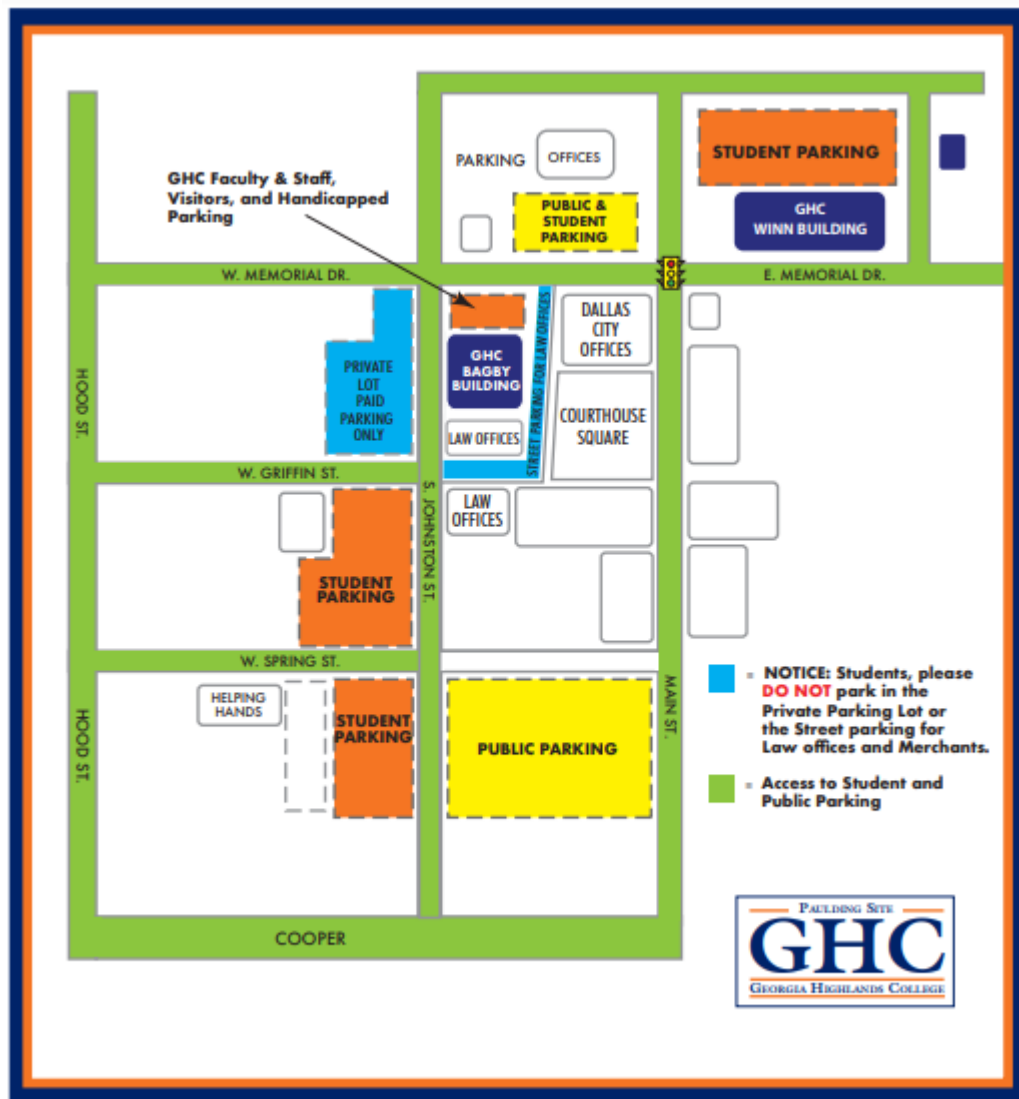 PARKING
OFFICES
STUDENT PARKING
GHC Faculty & Staff,
Visitors, and Handicapped
Parking
PUBLIC &
STUDENT
PARKING
GHC
WINN BUILDING
W. MEMORIAL DR.
E. MEMORIAL DR.
DALLAS
CITY
OFFICES
STREET PARKING FOR LAW OFFICES
GHC
BAGBY
BUILDING
PRIVATE
LOT
PAID
PARKING
ONLY
HOOD ST.
COURTHOUSE
SQUARE
LAW OFFICES
W. GRIFFIN ST.
S. JOHNSTON ST.
LAW
OFFICES
STUDENT
PARKING
W. SPRING ST.
HELPING
HANDS
HOOD ST.
STUDENT
PARKING
PUBLIC PARKING
MAIN ST.
= NOTICE: Students, please
DO NOT park in the
Private Parking Lot or
the Street parking for
Law offices and Merchants.
= Access to Student and
Public Parking
COOPER
PAULDING SITE
GHC
GEORGIA HIGHLANDS COLLEGE